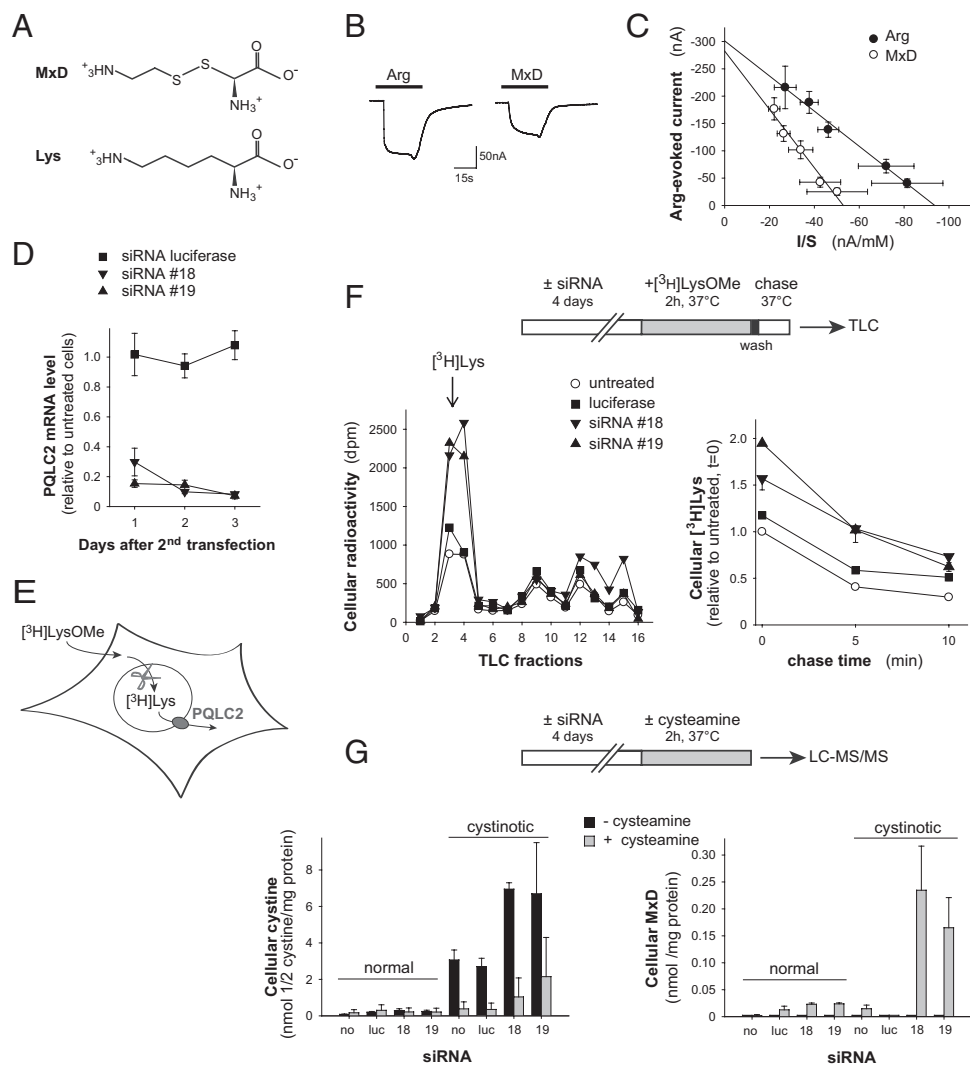 A
MxD
+3HN
S
S
O
O-
NH3+
Lys
+3HN
O
O-
NH3+
B
Arg
MxD
50nA
15s
C
Arg-evoked current (nA)
-300
-250
-200
-150
-100
-50
0
Arg
MxD
0
-20
-40
-60
-80
-100
I/S (nA/mM)
D
siRNA luciferase
siRNA #18
siRNA #19
PQLC2 mRNA level
(relative to untreated cells)
1.0
0.8
0.6
0.4
0.2
0
1
2
3
Days after 2nd transfection
E
[3H]LysOMe
[3H]Lys
PQLC2
F
± siRNA
4 days
+[3H]LysOMe
2h, 37°C
chase
37°C
wash
TLC
[3H]Lys
untreated
luciferase
siRNA #18
siRNA #19
Cellular radioactivity (dpm)
2500
2000
1500
1000
500
0
0
2
4
6
8
10
12
14
16
TLC fractions
Cellular [3H]Lys
(relative to untreated, t=0)
2.0
1.5
1.0
0.5
0
0
5
10
chase time (min)
G
± siRNA
4 days
± cysteamine
2h, 37°C
LC-MS/MS
- cysteamine
+ cysteamine
Cellular cystine
(nmol 1/2 cystine/mg protein)
8
6
4
2
0
normal
cystinotic
no
luc
18
19
no
luc
18
19
siRNA
Cellular MxD
(nmol /mg protein)
0.30
0.25
0.20
0.15
0.10
0.05
0
normal
cystinotic
no
luc
18
19
no
luc
18
19
siRNA